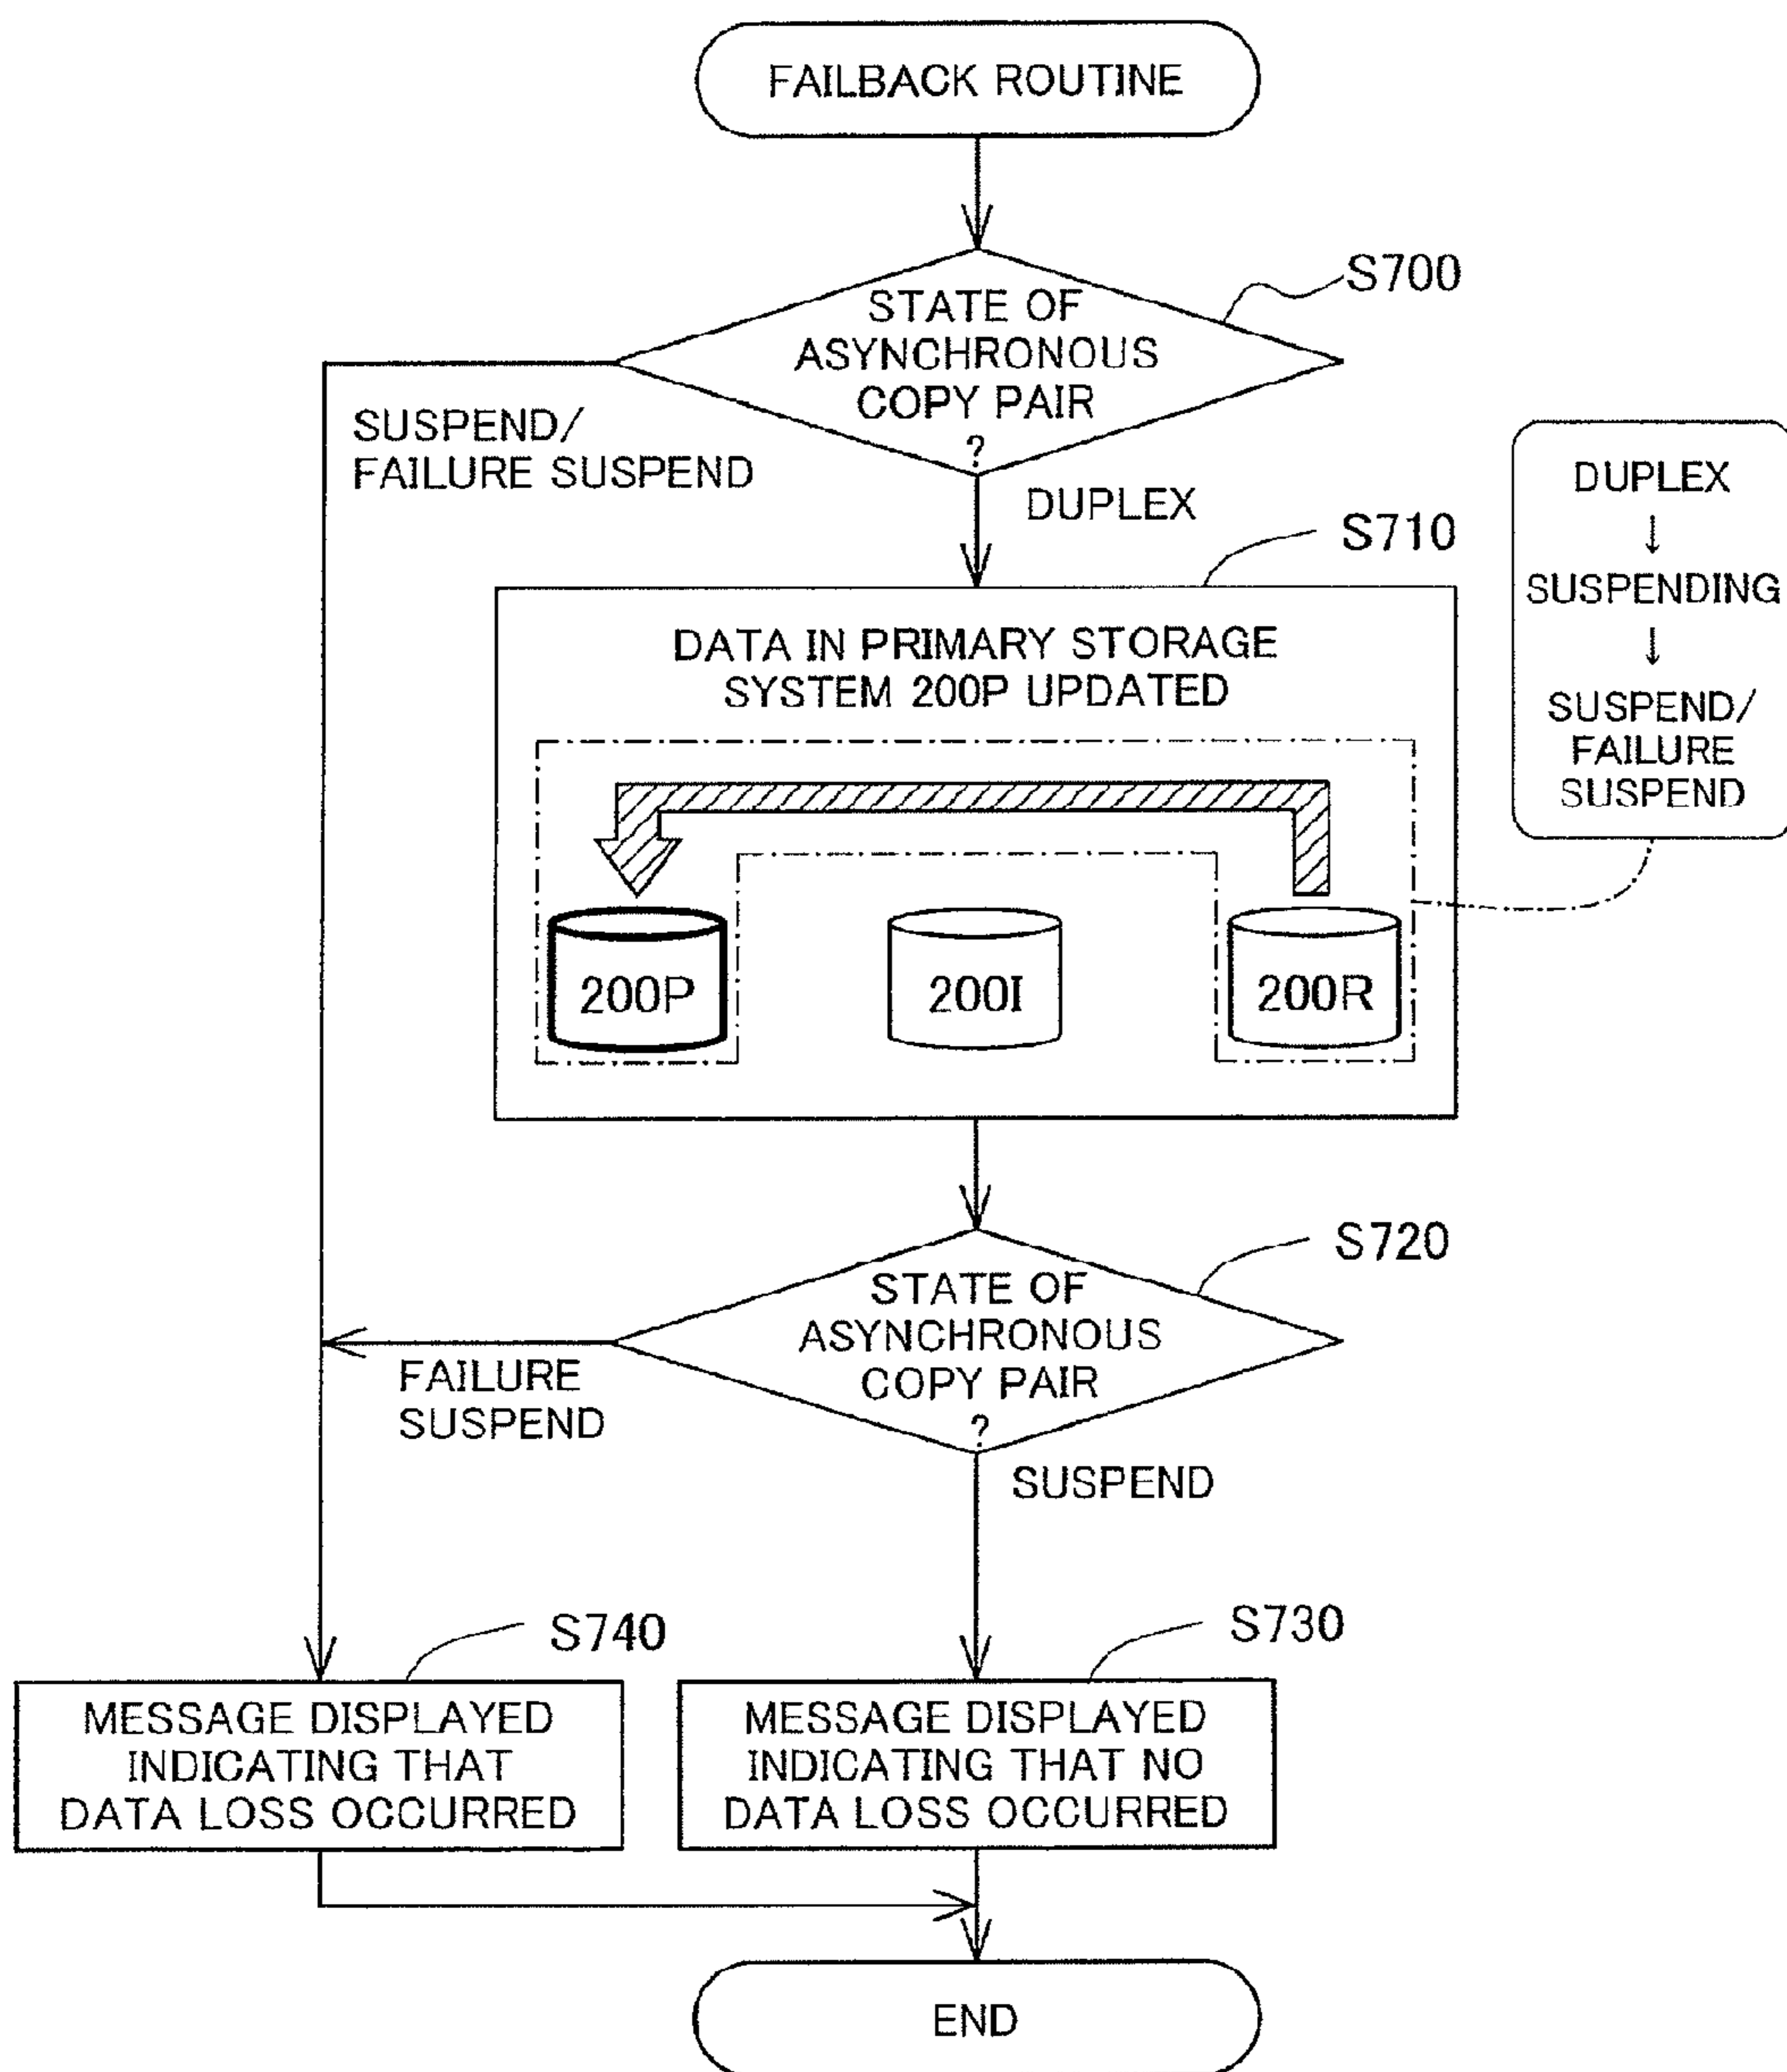 FAILBACK ROUTINE
S700
STATE OF
ASYNCHRONOUS
COPY PAIR
?
SUSPEND/
FAILURE SUSPEND
DUPLEX
S710
DATA IN PRIMARY STORAGE
SYSTEM 200P UPDATED
200P
200I
200R
DUPLEX
↓
SUSPENDING
↓
SUSPEND/
FAILURE
SUSPEND
S720
STATE OF
ASYNCHRONOUS
COPY PAIR
?
FAILURE
SUSPEND
SUSPEND
S740
MESSAGE DISPLAYED
INDICATING THAT
DATA LOSS OCCURRED
S730
MESSAGE DISPLAYED
INDICATING THAT NO
DATA LOSS OCCURRED
END